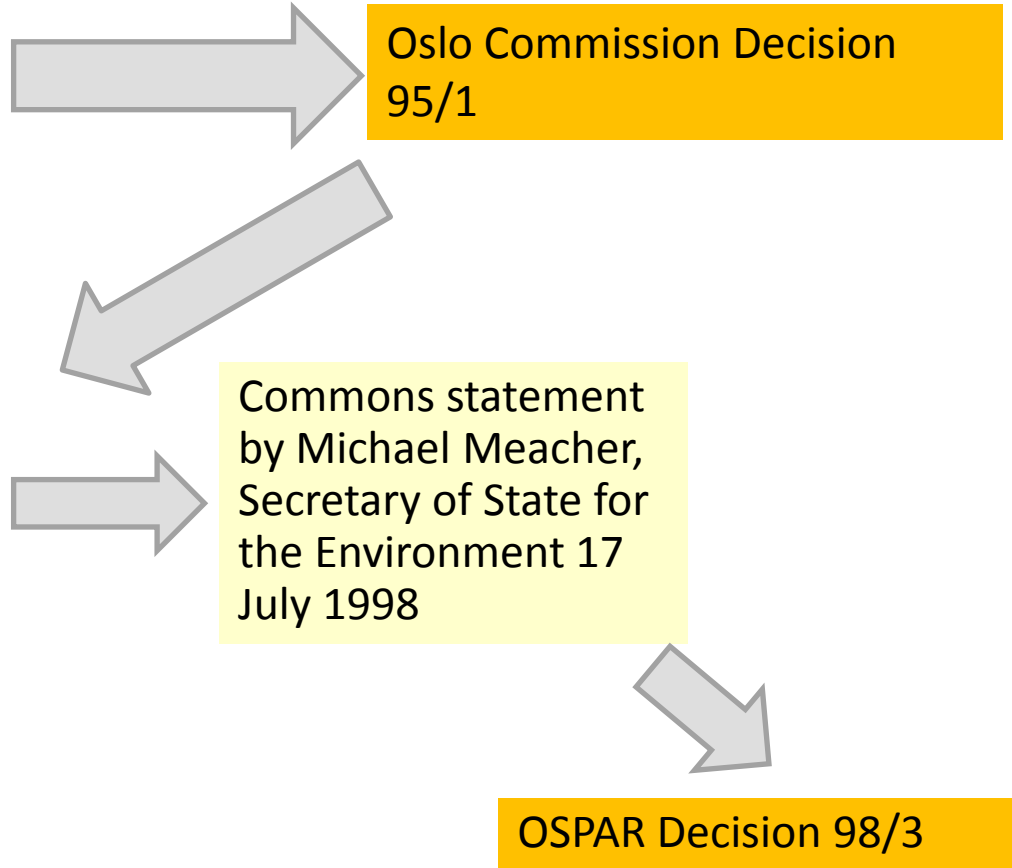 Oslo Commission Decision
95/1
Commons statement
by Michael Meacher,
Secretary of State for
the Environment 17
July 1998
OSPAR Decision 98/3